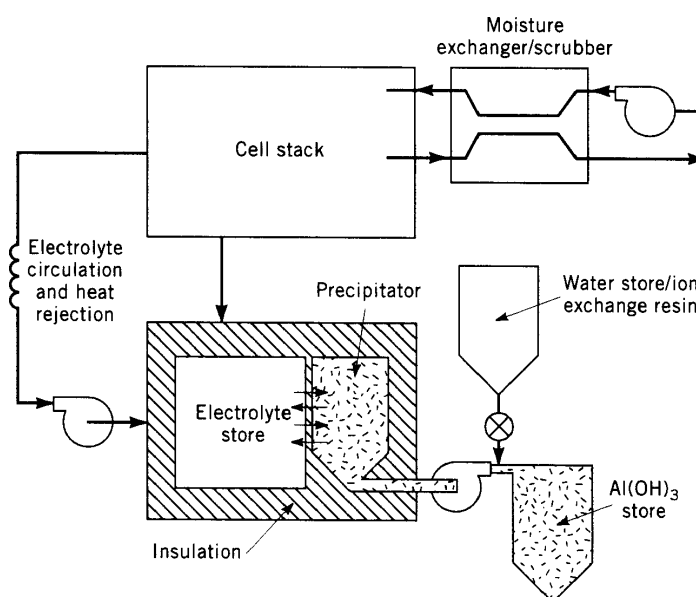 Moisture
exchanger/scrubber
Cell stack
Electrolyte
circulation
and heat
rejection
Precipitator
Water store/ion
exchange resin
Electrolyte
store
Al(OH)3
store
Insulation